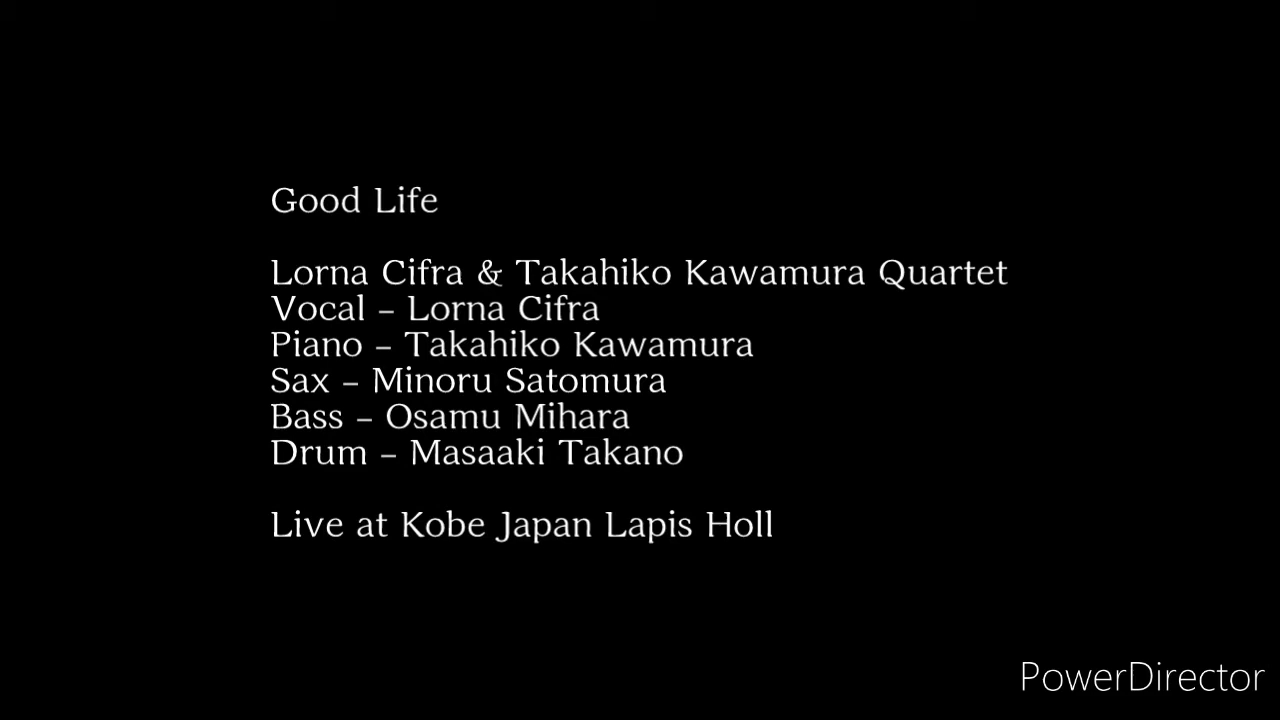 Good Life
Lorna Cifra & Takahiko Kawamura Quartet
Vocal – Lorna Cifra
Piano – Takahiko Kawamura
Sax – Minoru Satomura
Bass – Osamu Mihara
Drum – Masaaki Takano
Live at Kobe Japan Lapis Holl
PowerDirector